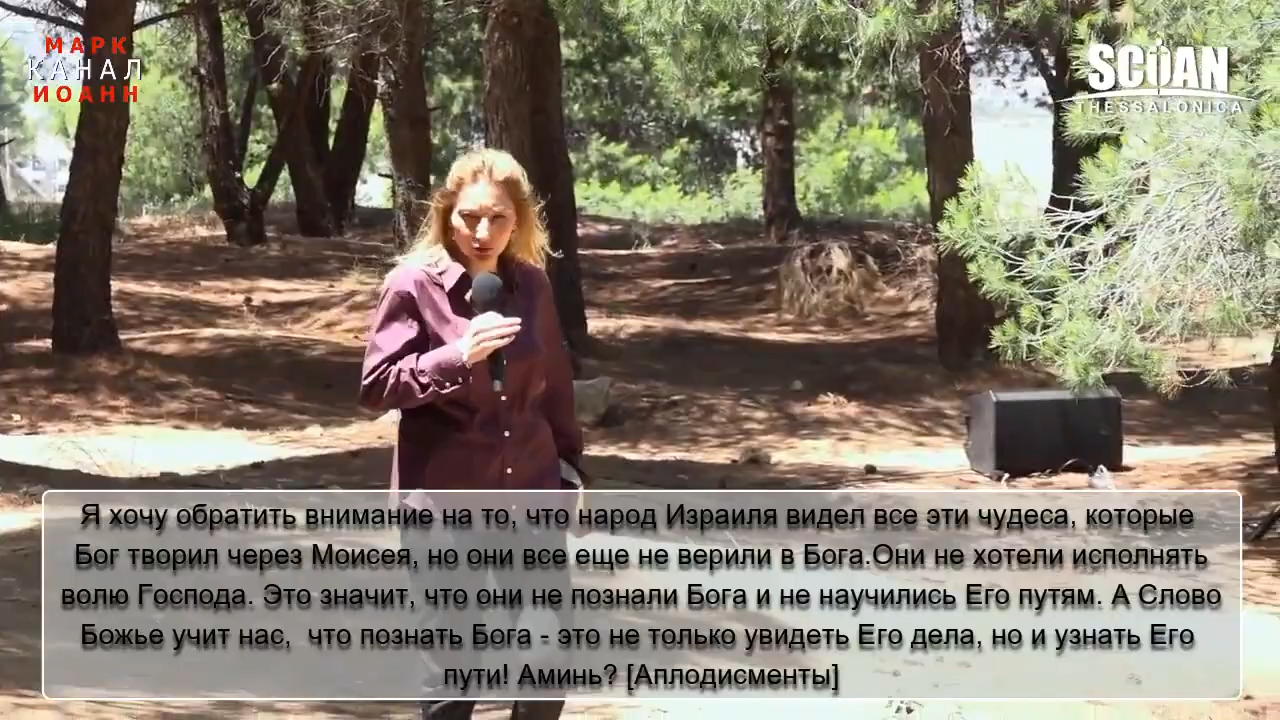 МАРК
КАНАЛ
ИОАНН
SCOAN
THESSALONICA
Я хочу обратить внимание на то, что народ Израиля видел все эти чудеса, которые
Бог творил через Моисея, но они все еще не верили в Бога.Они не хотели исполнять
волю Господа. Это значит, что они не познали Бога и не научились Его путям. А Слово
Божье учит нас,  что познать Бога - это не только увидеть Его дела, но и узнать Его
пути! Аминь? [Аплодисменты]